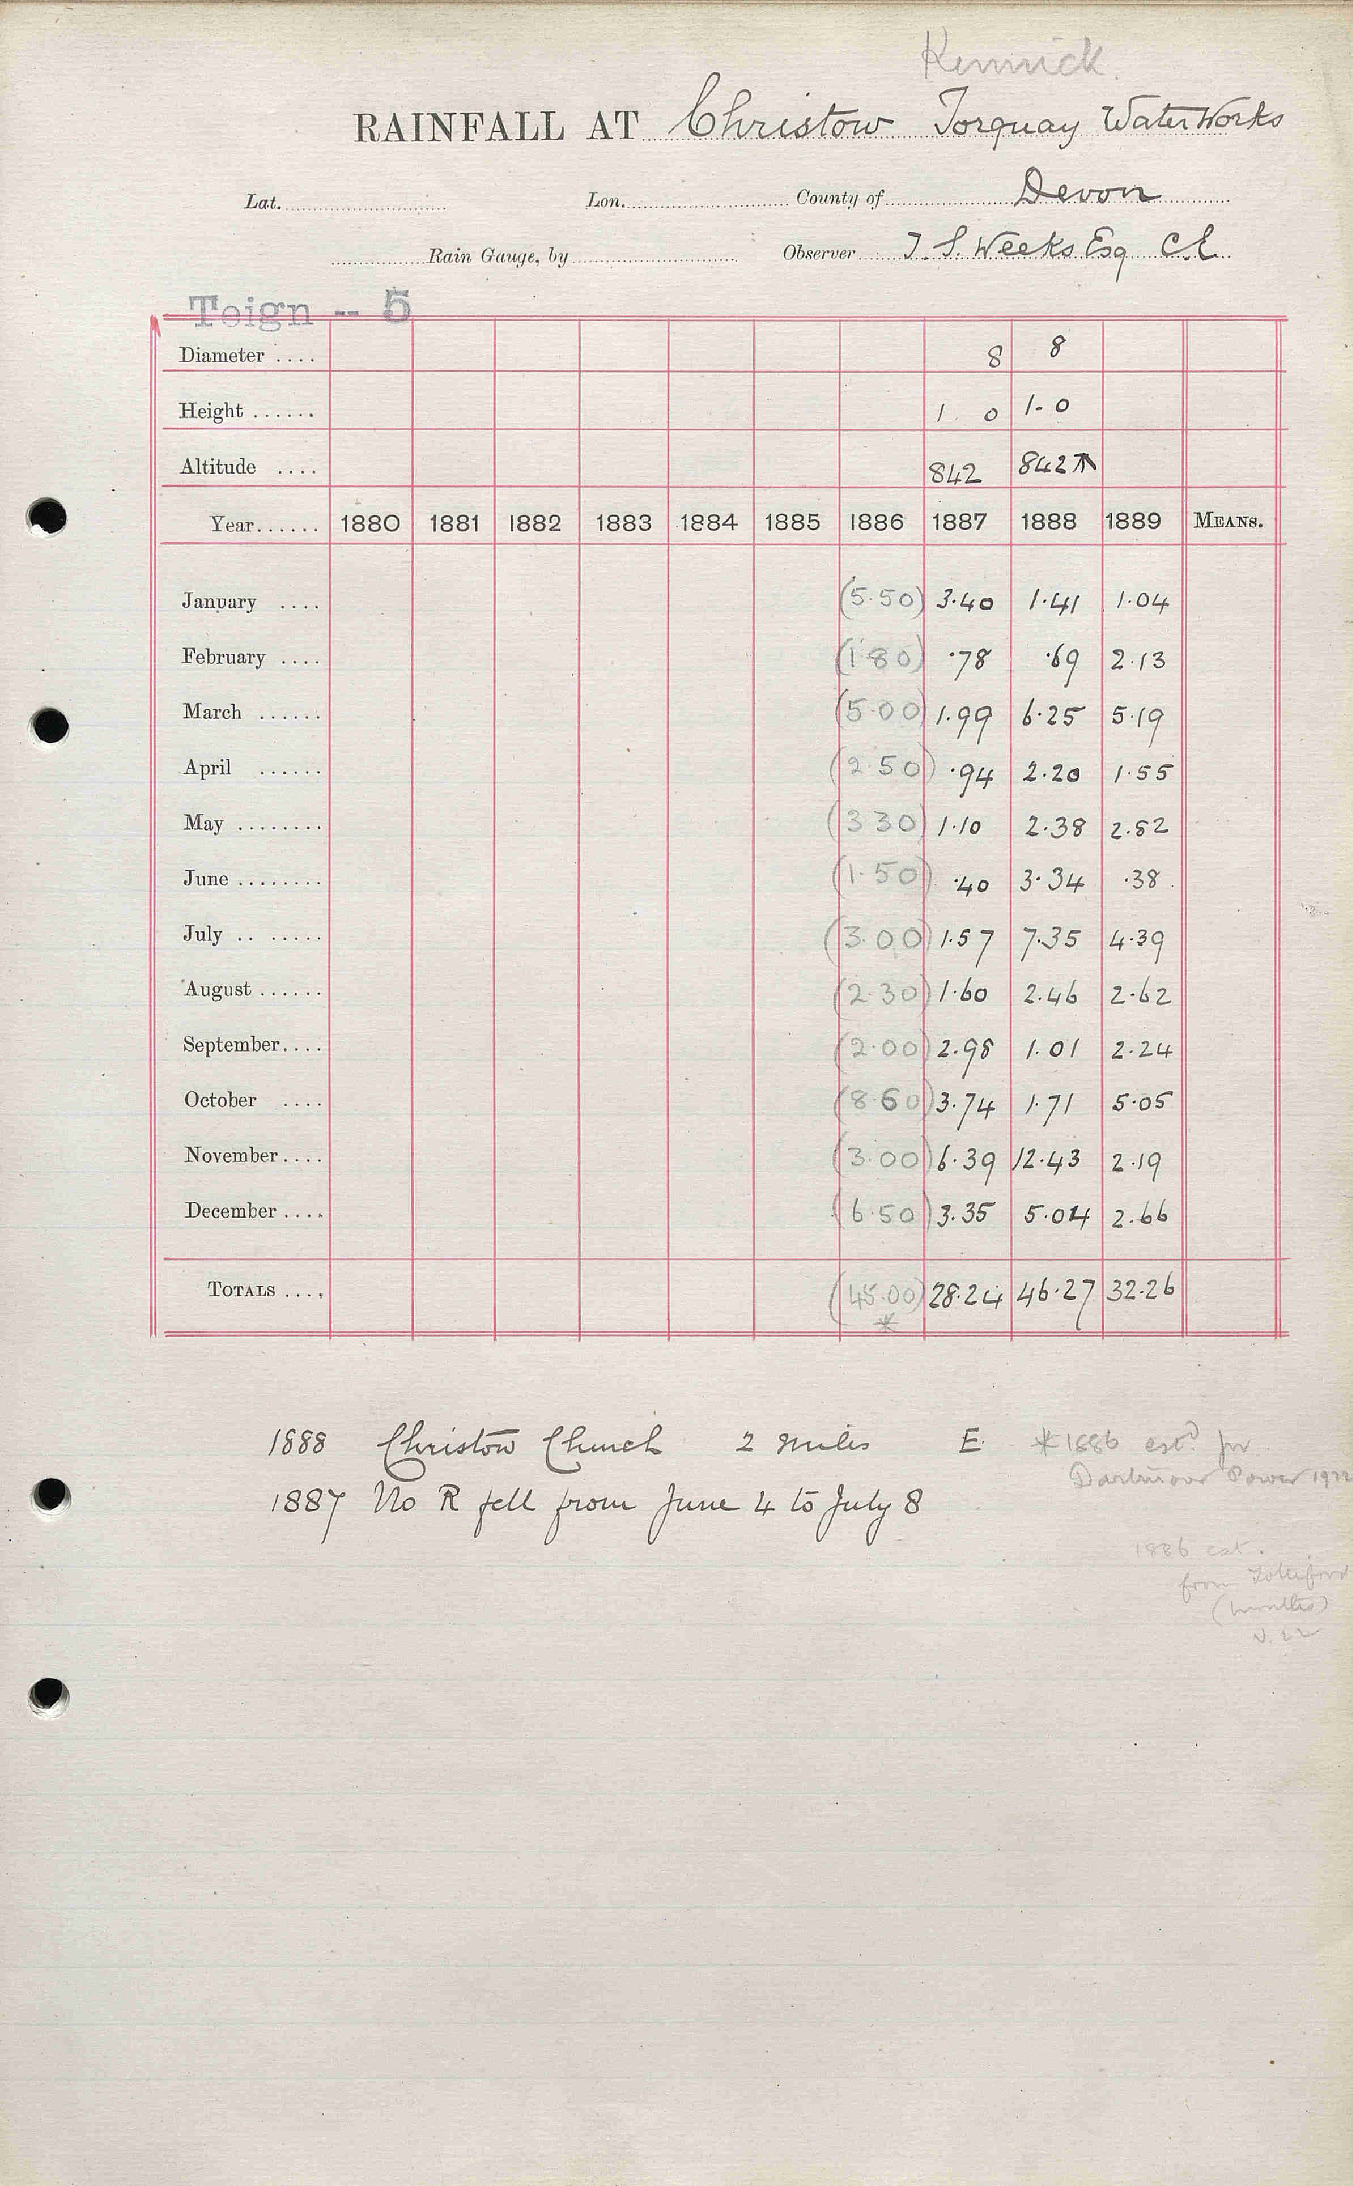 Kennick.
RAINFALL AT Christow Torquay WaterWorks
Lat. Lon. County of Devon
Rain Gauge, by Observer T. S. Weeks Esq C.E.
Teign -- 5
Diameter .... 8 8
Height ...... 1. 0 1-0
Altitude .... 842 842
Year...... 1880 1881 1882 1883 1884 1885 1886 1887 1888 1889 MEANS.
January .... (5.50) 3.40 1.41 1.04
February .... (1.80) .78 .69 2.13
March ...... (5.00) 1.99 6.25 5.19
April ...... (2.50) .94 2.20 1.55
May ........ (3 30) 1.10 2.38 2.82
June ........ (1.50) .40 3.34 .38
July .. ..... (3.00) 1.57 7.35 4.39
August ...... (2.30) 1.60 2.46 2.62
September.... (2.00) 2.98 1.01 2.24
October .... (8.60) 3.74 1.71 5.05
November.... (3.00) 6.39 12.43 2.19
December .... (6.50) 3.35 5.04 2.66
TOTALS .... (45.00) 28.24 46.27 32.26
*
1888 Christow Church 2 miles E. *1886 estd for
Dartmoor Power 1922
1887 No R fell from June 4 to July 8
1886 est.
from
(months)